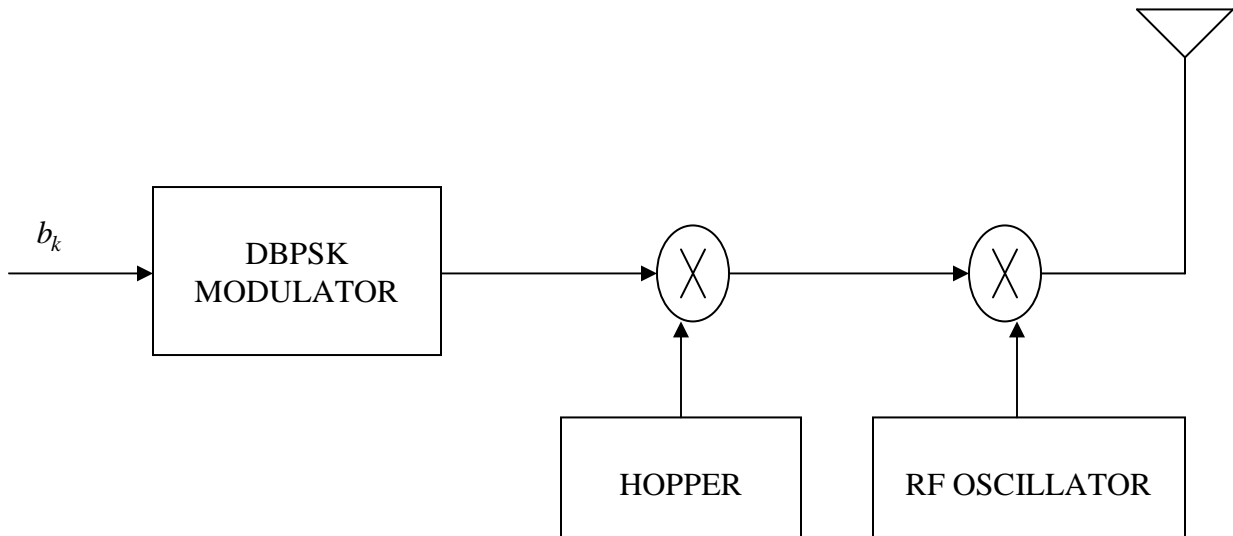 b_k
DBPSK
MODULATOR
HOPPER
RF OSCILLATOR